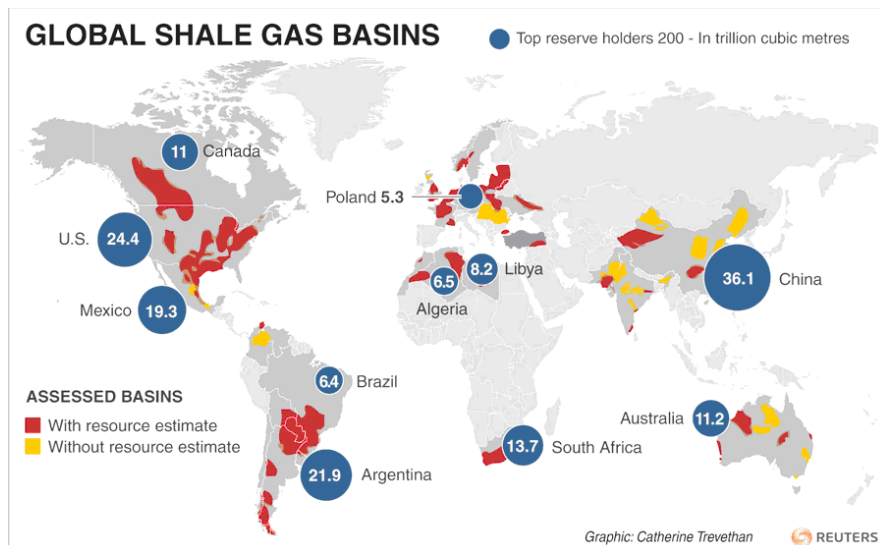 GLOBAL SHALE GAS BASINS
Top reserve holders 200 - In trillion cubic metres
11 Canada
Poland 5.3
U.S. 24.4
8.2 Libya
6.5
Algeria
36.1 China
Mexico 19.3
6.4 Brazil
ASSESSED BASINS
With resource estimate
Without resource estimate
Australia 11.2
13.7 South Africa
21.9 Argentina
Graphic: Catherine Trevethan
REUTERS